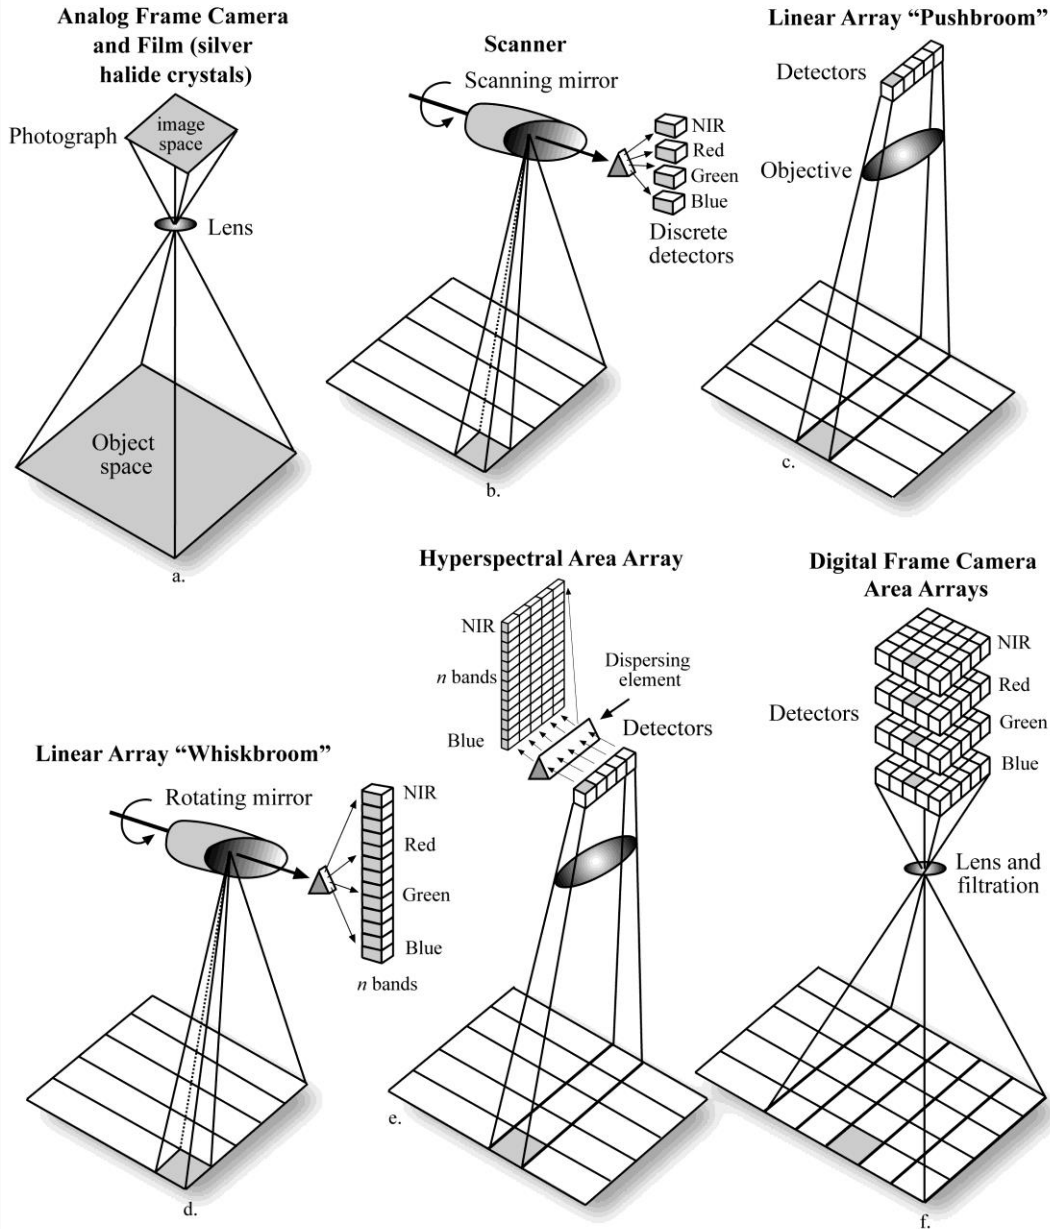 Analog Frame Camera
and Film (silver
halide crystals)
Photograph
image
space
Lens
Object
space
a.
Scanner
Scanning mirror
NIR
Red
Green
Blue
Discrete
detectors
b.
Linear Array “Pushbroom”
Detectors
Objective
c.
Linear Array “Whiskbroom”
Rotating mirror
NIR
Red
Green
Blue
n bands
d.
Hyperspectral Area Array
NIR
n bands
Blue
Dispersing
element
Detectors
e.
Digital Frame Camera
Area Arrays
NIR
Red
Green
Blue
Detectors
Lens and
filtration
f.